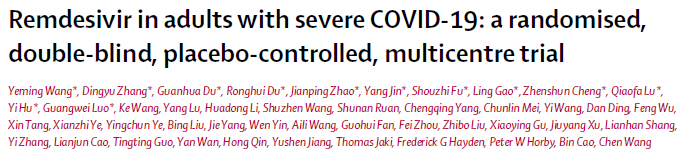 Remdesivir in adults with severe COVID-19: a randomised,
double-blind, placebo-controlled, multicentre trial
Yeming Wang*, Dingyu Zhang*, Guanhua Du*, Ronghui Du*, Jianping Zhao*, Yang Jin*, Shouzhi Fu*, Ling Gao*, Zhenshun Cheng*, Qiaofa Lu*,
Yi Hu*, Guangwei Luo*, Ke Wang, Yang Lu, Huadong Li, Shuzhen Wang, Shunan Ruan, Chengqing Yang, Chunlin Mei, Yi Wang, Dan Ding, Feng Wu,
Xin Tang, Xianzhi Ye, Yingchun Ye, Bing Liu, Jie Yang, Wen Yin, Aili Wang, Guohui Fan, Fei Zhou, Zhibo Liu, Xiaoying Gu, Jiuyang Xu, Lianhan Shang,
Yi Zhang, Lianjun Cao, Tingting Guo, Yan Wan, Hong Qin, Yushen Jiang, Thomas Jaki, Frederick G Hayden, Peter W Horby, Bin Cao, Chen Wang